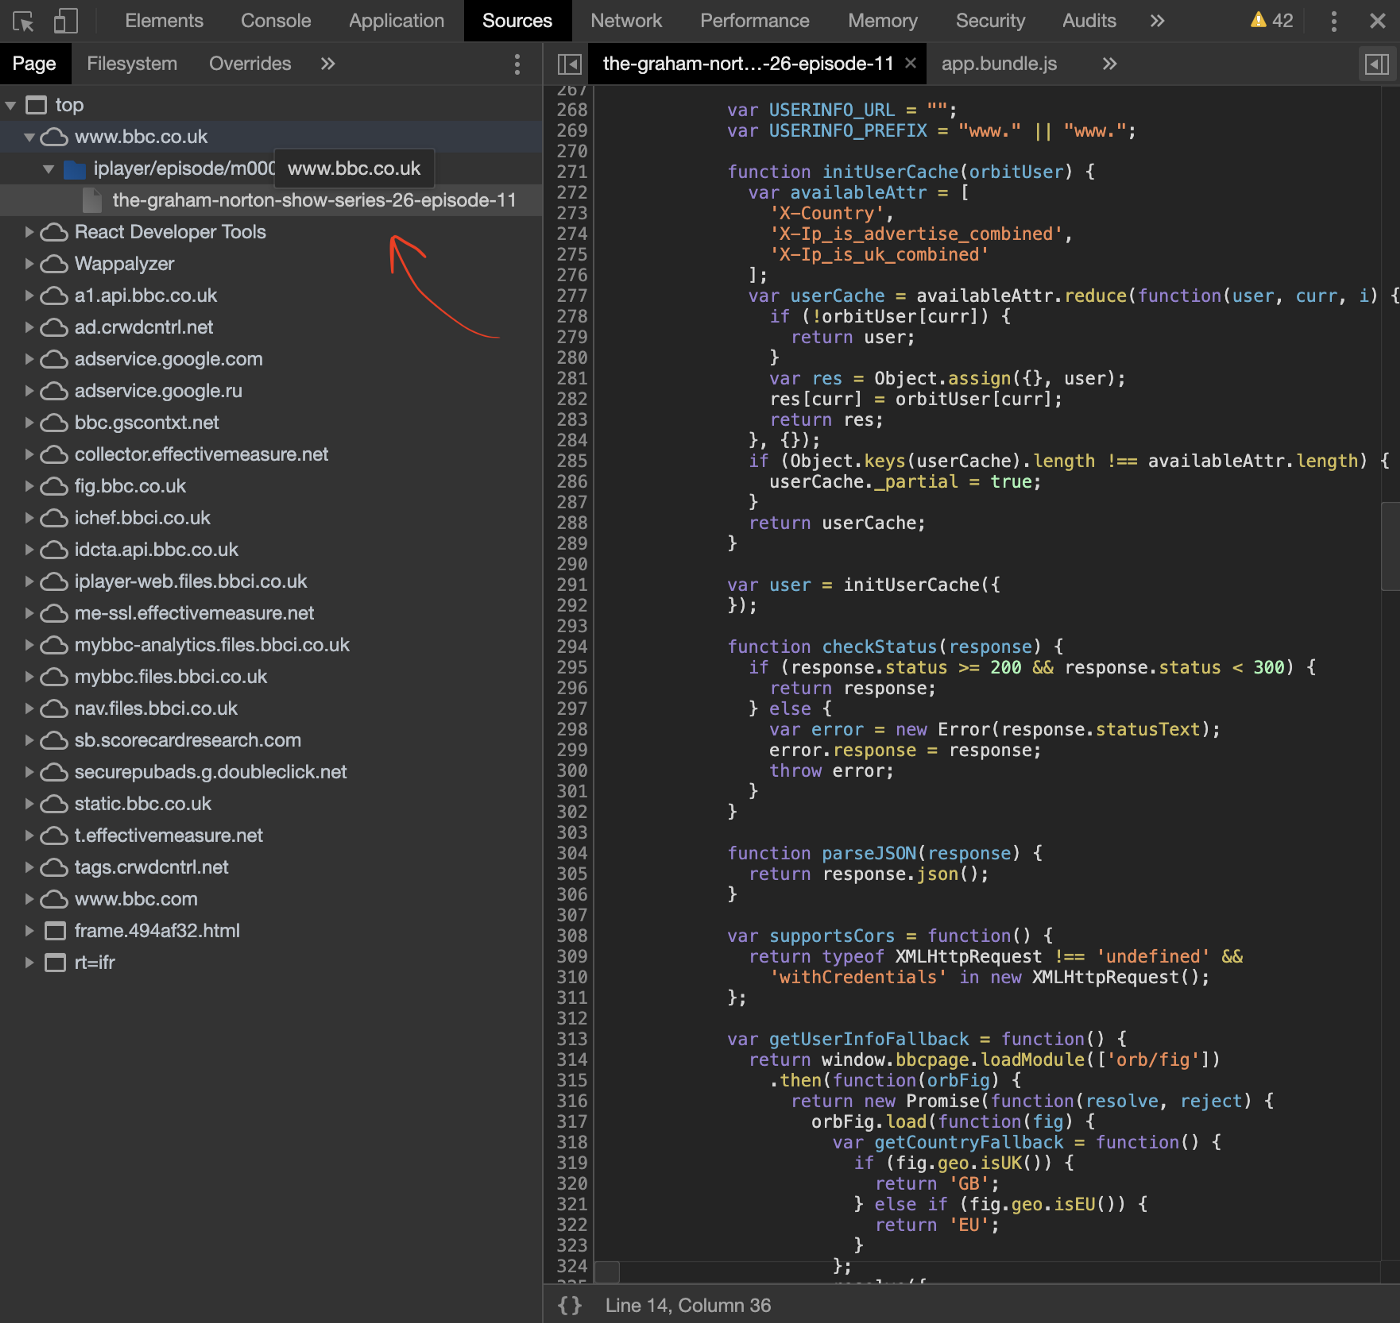 Elements Console Application Sources Network Performance Memory Security Audits » 42
Page Filesystem Overrides »
the-graham-nort...-26-episode-11 × app.bundle.js »
top
www.bbc.co.uk
iplayer/episode/m000
www.bbc.co.uk
the-graham-norton-show-series-26-episode-11
React Developer Tools
Wappalyzer
a1.api.bbc.co.uk
ad.crwdcntrl.net
adservice.google.com
adservice.google.ru
bbc.gscontxt.net
collector.effectivemeasure.net
fig.bbc.co.uk
ichef.bbci.co.uk
idcta.api.bbc.co.uk
iplayer-web.files.bbci.co.uk
me-ssl.effectivemeasure.net
mybbc-analytics.files.bbci.co.uk
mybbc.files.bbci.co.uk
nav.files.bbci.co.uk
sb.scorecardresearch.com
securepubads.g.doubleclick.net
static.bbc.co.uk
t.effectivemeasure.net
tags.crwdcntrl.net
www.bbc.com
frame.494af32.html
rt=ifr
267
268 var USERINFO_URL = "";
269 var USERINFO_PREFIX = "www." || "www.";
270
271 function initUserCache(orbitUser) {
272 var availableAttr = [
273 'X-Country',
274 'X-Ip_is_advertise_combined',
275 'X-Ip_is_uk_combined'
276 ];
277 var userCache = availableAttr.reduce(function(user, curr, i) {
278 if (!orbitUser[curr]) {
279 return user;
280 }
281 var res = Object.assign({}, user);
282 res[curr] = orbitUser[curr];
283 return res;
284 }, {});
285 if (Object.keys(userCache).length !== availableAttr.length) {
286 userCache._partial = true;
287 }
288 return userCache;
289 }
290
291 var user = initUserCache({
292 });
293
294 function checkStatus(response) {
295 if (response.status >= 200 && response.status < 300) {
296 return response;
297 } else {
298 var error = new Error(response.statusText);
299 error.response = response;
300 throw error;
301 }
302 }
303
304 function parseJSON(response) {
305 return response.json();
306 }
307
308 var supportsCors = function() {
309 return typeof XMLHttpRequest !== 'undefined' &&
310 'withCredentials' in new XMLHttpRequest();
311 };
312
313 var getUserInfoFallback = function() {
314 return window.bbcpage.loadModule(['orb/fig'])
315 .then(function(orbFig) {
316 return new Promise(function(resolve, reject) {
317 orbFig.load(function(fig) {
318 var getCountryFallback = function() {
319 if (fig.geo.isUK()) {
320 return 'GB';
321 } else if (fig.geo.isEU()) {
322 return 'EU';
323 }
324 };
{} Line 14, Column 36